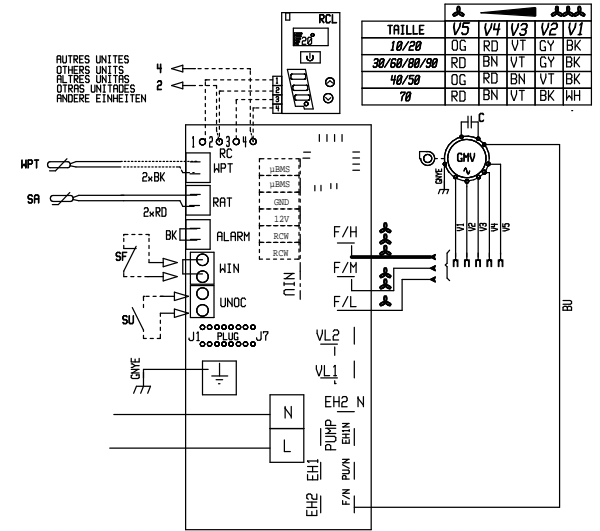 RCL
20°
TAILLE V5 V4 V3 V2 V1
10/20 OG RD VT GY BK
30/60/80/90 RD BN VT GY BK
40/50 OG RD BN VT BK
70 RD BN VT BK WH
AUTRES UNITES
OTHERS UNITS
ALTRES UNITAS
OTRAS UNITADES
ANDERE EINHEITEN
4
2
1
2
3
4
1 2 3 4
RC
C
GMV
GNYE
WPT
2xBK
WPT
SA
2xRD
RAT
BK
ALARM
SF
WIN
SU
UNOC
µBMS
µBMS
GND
12V
RCW
RCW
UIN
F/H
F/M
F/L
V1
V2
V3
V4
V5
BU
J1 PLUG J7
VL2
VL1
GNYE
EH2 N
N
L
PUMP
EH1N
EH1
PU/N
EH2
F/N